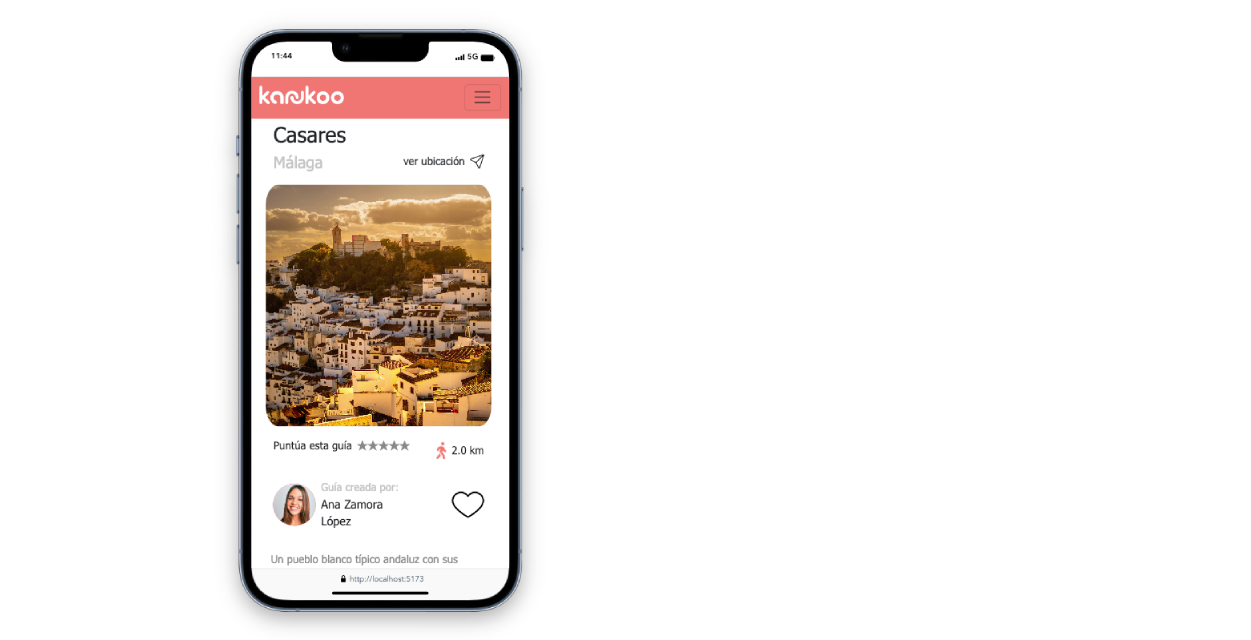 11:44
5G
kanukoo
Casares
Málaga
ver ubicación
Puntúa esta guía
2.0 km
Guía creada por:
Ana Zamora
López
Un pueblo blanco típico andaluz con sus
http://localhost:5173